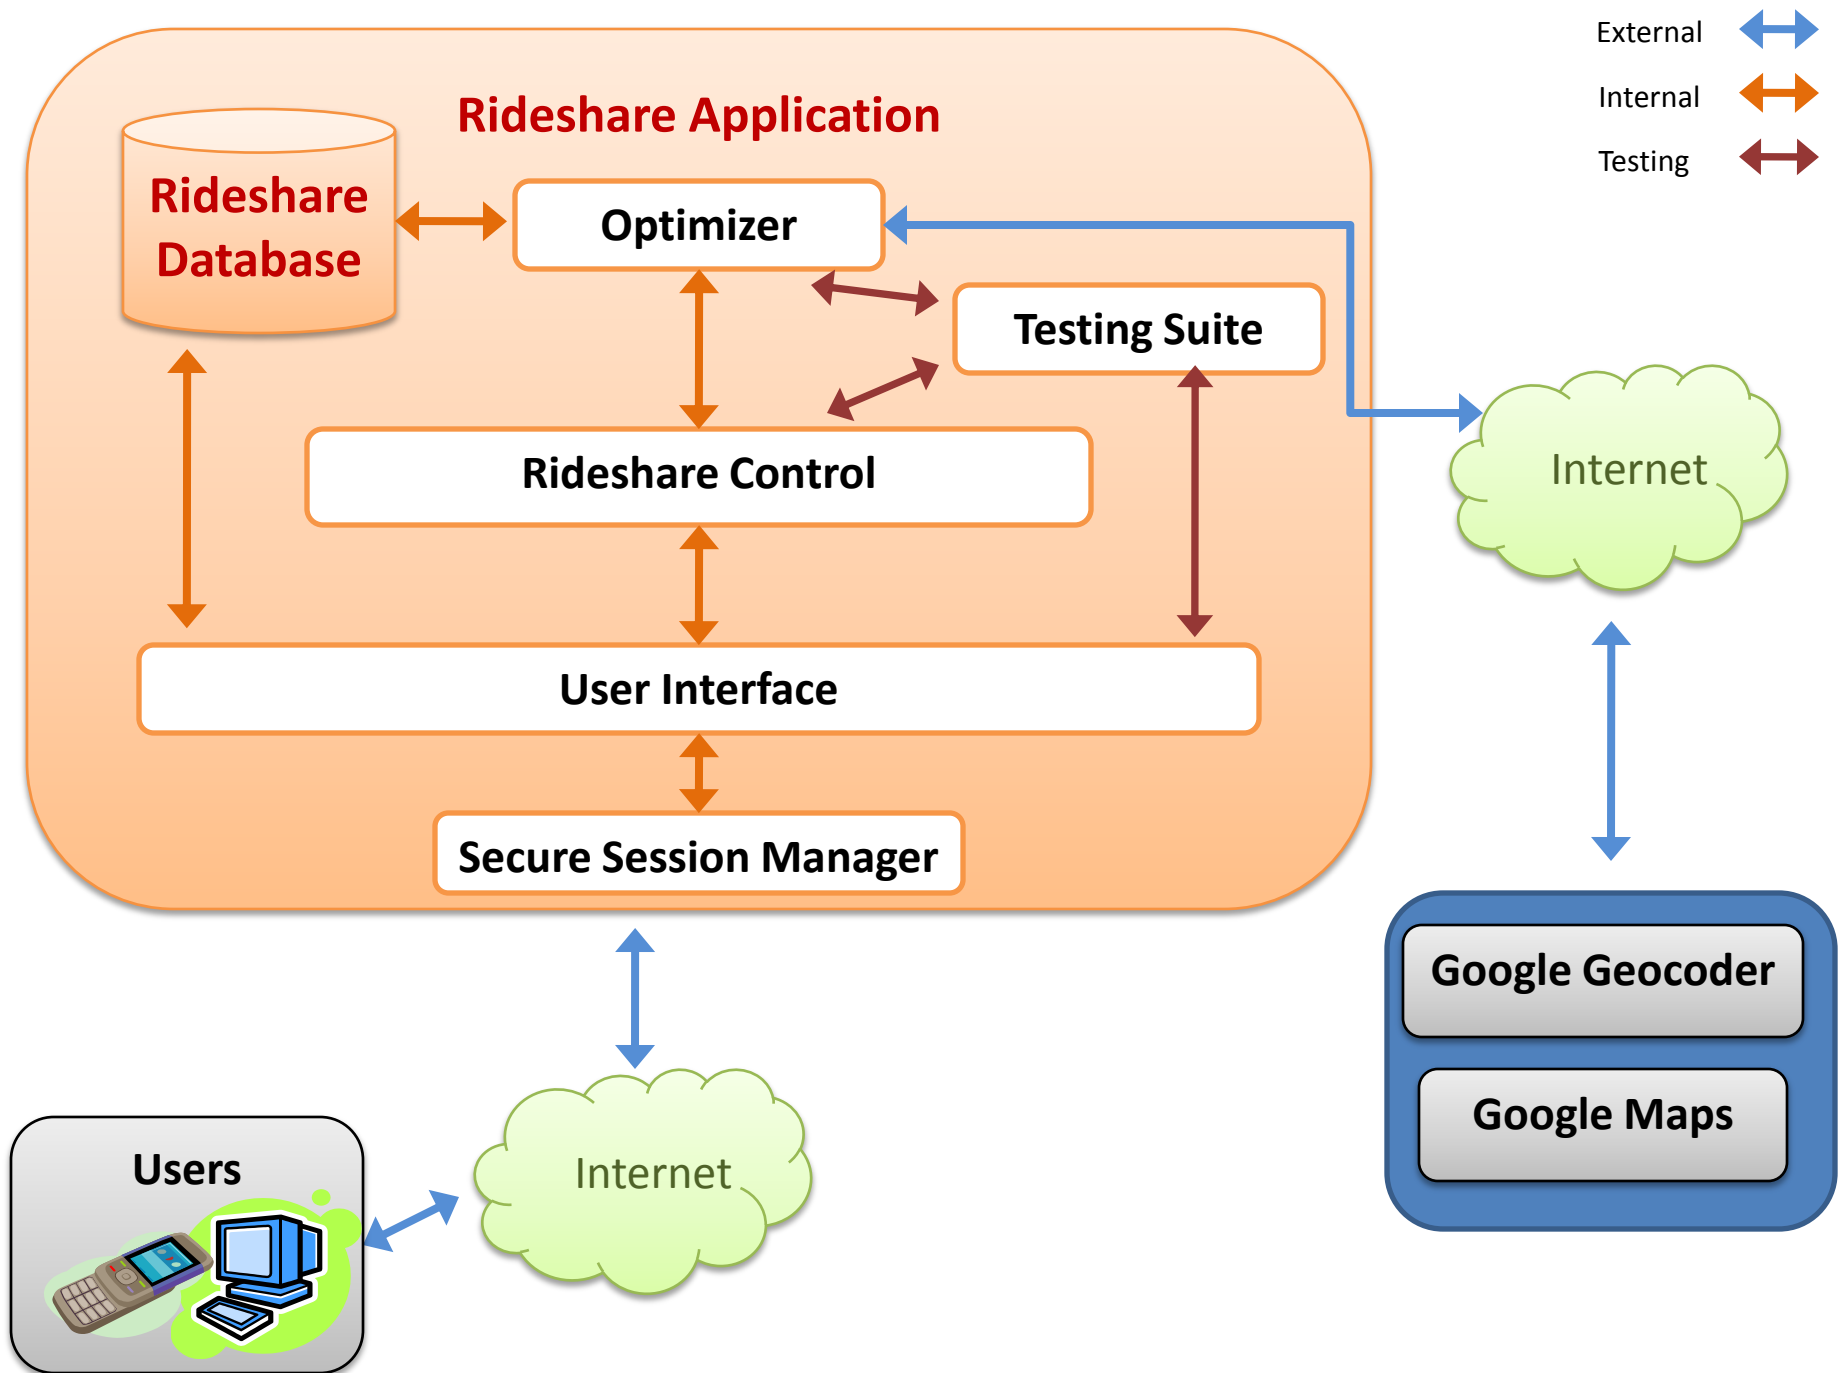 External
Internal
Testing
Rideshare Application
Rideshare
Database
Optimizer
Testing Suite
Rideshare Control
Internet
User Interface
Secure Session Manager
Google Geocoder
Google Maps
Users
Internet